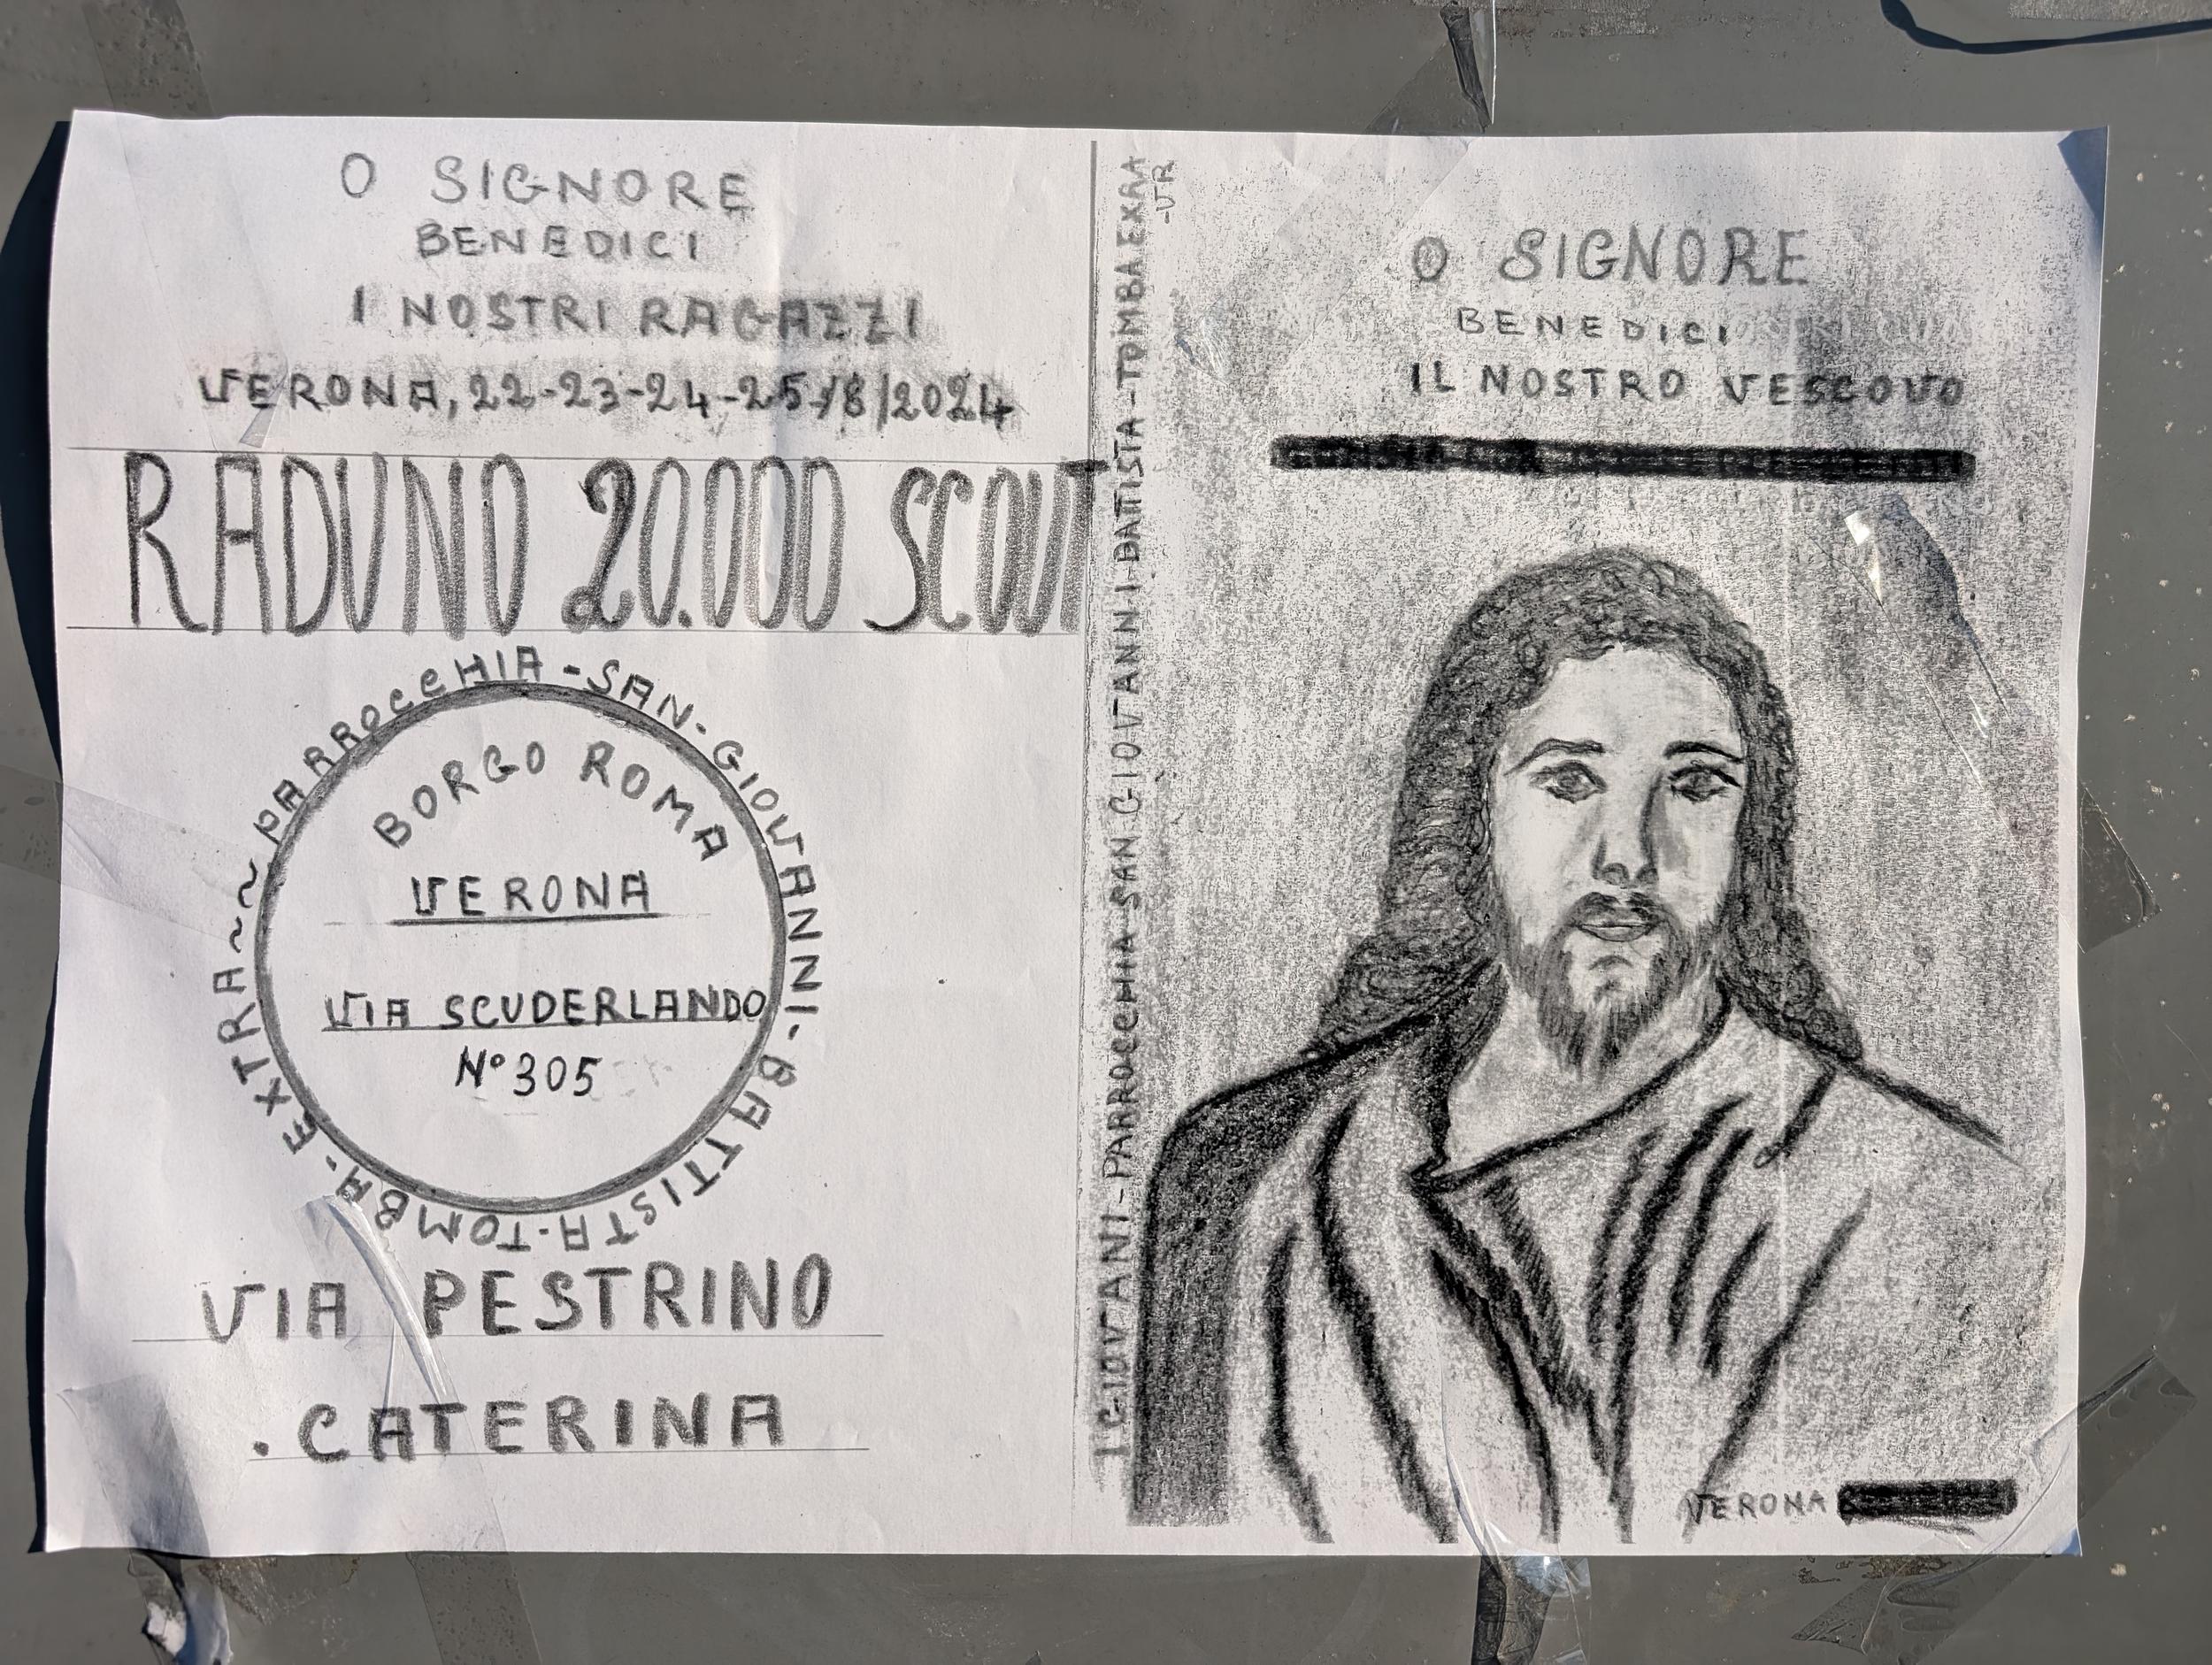 O SIGNORE
BENEDICI
I NOSTRI RAGAZZI
VERONA, 22-23-24-25/8/2024
RADUNO 20.000 SCOUT
PARROCCHIA - SAN - GIOVANNI - BATTISTA - TOMBA - EXTRA ~ ~
BORGO ROMA
VERONA
VIA SCUDERLANDO
N° 305
VIA PESTRINO
. CATERINA
I GIOVANI - PARROCCHIA SAN GIOVANNI BATTISTA - TOMBA EXRA
- VR
O SIGNORE
BENEDICI
IL NOSTRO VESCOVO
VERONA